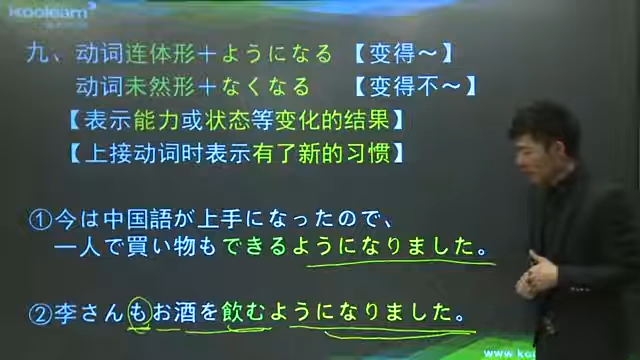 koolearn
九、动词连体形＋ようになる 【变得～】
动词未然形＋なくなる 【变得不～】
【表示能力或状态等变化的结果】
【上接动词时表示有了新的习惯】
①今は中国語が上手になったので、
一人で買い物もできるようになりました。
②李さんもお酒を飲むようになりました。